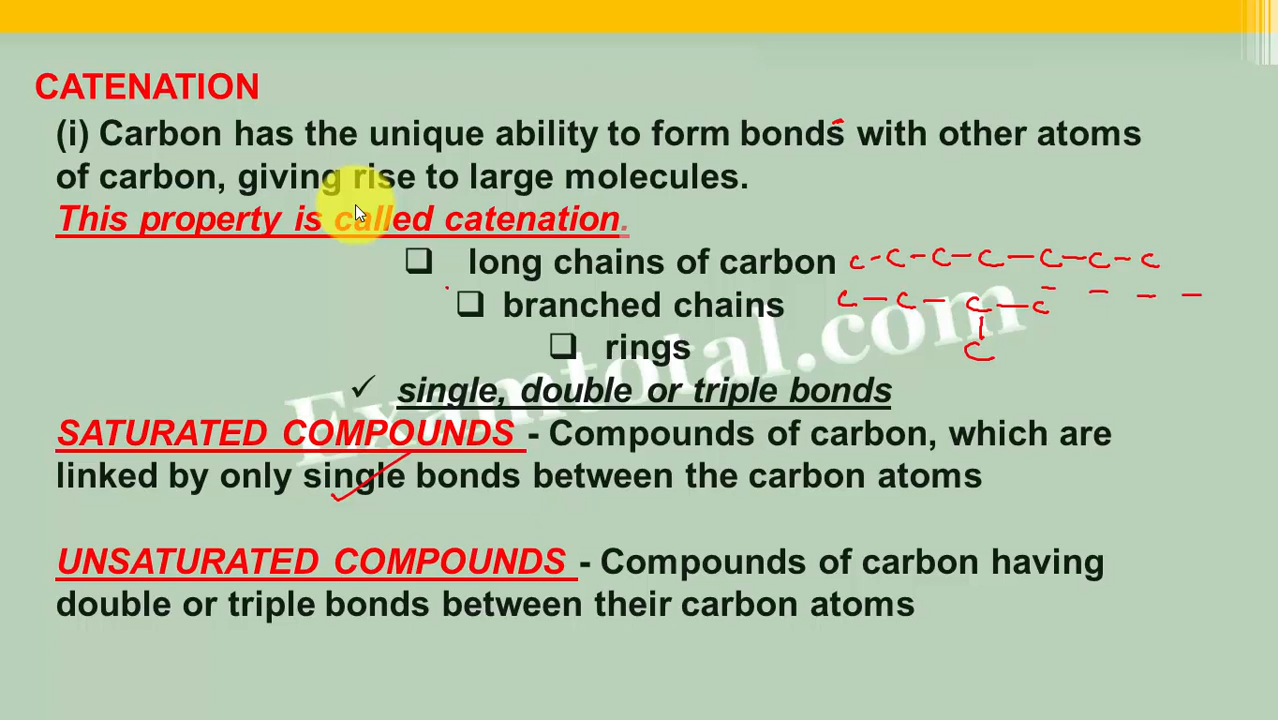 CATENATION
(i) Carbon has the unique ability to form bonds with other atoms
of carbon, giving rise to large molecules.
This property is called catenation.
❑ long chains of carbon c - c - c - c - c - c - c
❑ branched chains c - c - c - c - - - -
❑ rings c
✓ single, double or triple bonds
Examtotal.com
SATURATED COMPOUNDS - Compounds of carbon, which are
linked by only single bonds between the carbon atoms
UNSATURATED COMPOUNDS - Compounds of carbon having
double or triple bonds between their carbon atoms